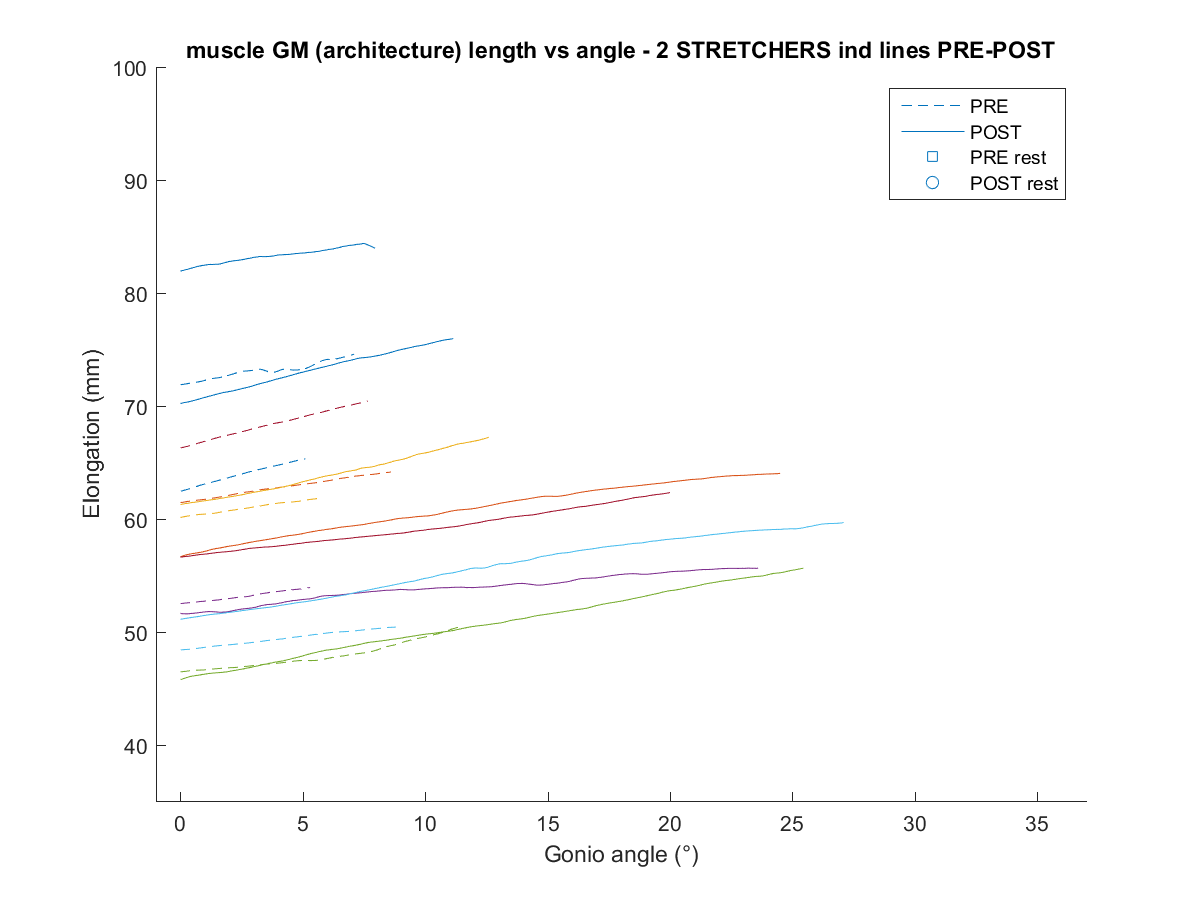 muscle GM (architecture) length vs angle - 2 STRETCHERS ind lines PRE-POST
PRE
POST
PRE rest
POST rest
100
90
80
70
60
50
40
Elongation (mm)
0 5 10 15 20 25 30 35
Gonio angle (°)